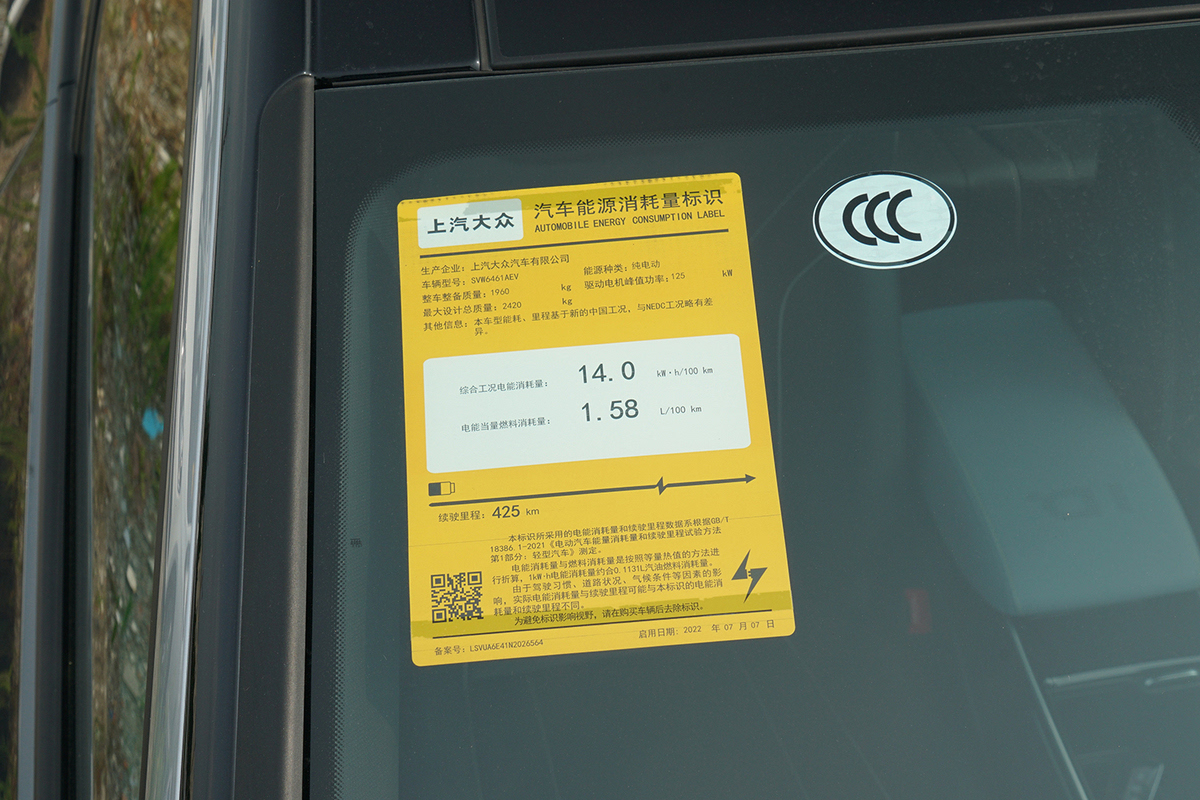 上汽大众
汽车能源消耗量标识
AUTOMOBILE ENERGY CONSUMPTION LABEL
CCC
生产企业：上汽大众汽车有限公司
车辆型号：SVW6461AEV
能源种类：纯电动
整车整备质量：1960 kg
驱动电机峰值功率：125 kW
最大设计总质量：2420 kg
其他信息：本车型能耗、里程基于新的中国工况，与NEDC工况略有差
异。
综合工况电能消耗量： 14.0 kW·h/100 km
电能当量燃料消耗量： 1.58 L/100 km
续驶里程：425 km
本标识所采用的电能消耗量和续驶里程数据系根据GB/T
18386.1-2021《电动汽车能量消耗量和续驶里程试验方法
第1部分：轻型汽车》测定。
电能消耗量与燃料消耗量是按照等量热值的方法进
行折算，1kW·h电能消耗量约合0.1131L汽油燃料消耗量。
由于驾驶习惯、道路状况、气候条件等因素的影
响，实际电能消耗量与续驶里程可能与本标识的电能消
耗量和续驶里程不同。
为避免标识影响视野，请在购买车辆后去除标识。
备案号：LSVUA6E41N2026564
启用日期：2022 年 07 月 07 日